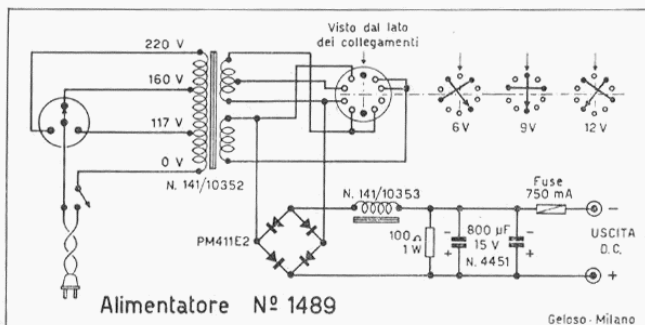 Visto dal lato
dei collegamenti
220 V
160 V
117 V
0 V
N. 141/10352
6V
9V
12V
N. 141/10353
Fuse
750 mA
PM411E2
100 Ω
1 W
800 µF
15 V
N. 4451
−
+
−
+
−
USCITA
D.C.
+
Alimentatore Nº 1489
Geloso - Milano